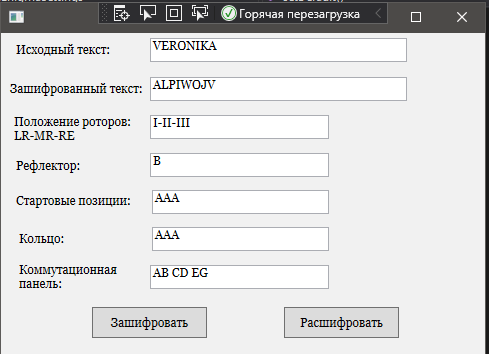 Горячая перезагрузка
Исходный текст: VERONIKA
Зашифрованный текст: ALPIWOJV
Положение роторов: I-II-III
LR-MR-RE
Рефлектор: B
Стартовые позиции: AAA
Кольцо: AAA
Коммутационная AB CD EG
панель:
Зашифровать Расшифровать